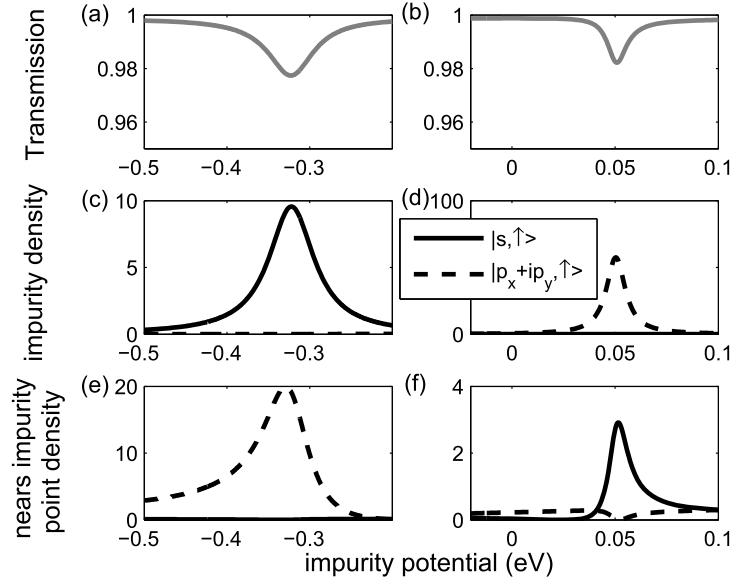 (a)
(b)
Transmission
1
0.98
0.96
−0.5
−0.4
−0.3
1
0.98
0.96
0
0.05
0.1
(c)
(d)
impurity density
10
5
0
−0.5
−0.4
−0.3
100
0
0
0.05
0.1
|s,↑>
|pₓ+ip_y,↑>
(e)
(f)
nears impurity
point density
20
10
0
−0.5
−0.4
−0.3
4
2
0
0
0.05
0.1
impurity potential (eV)